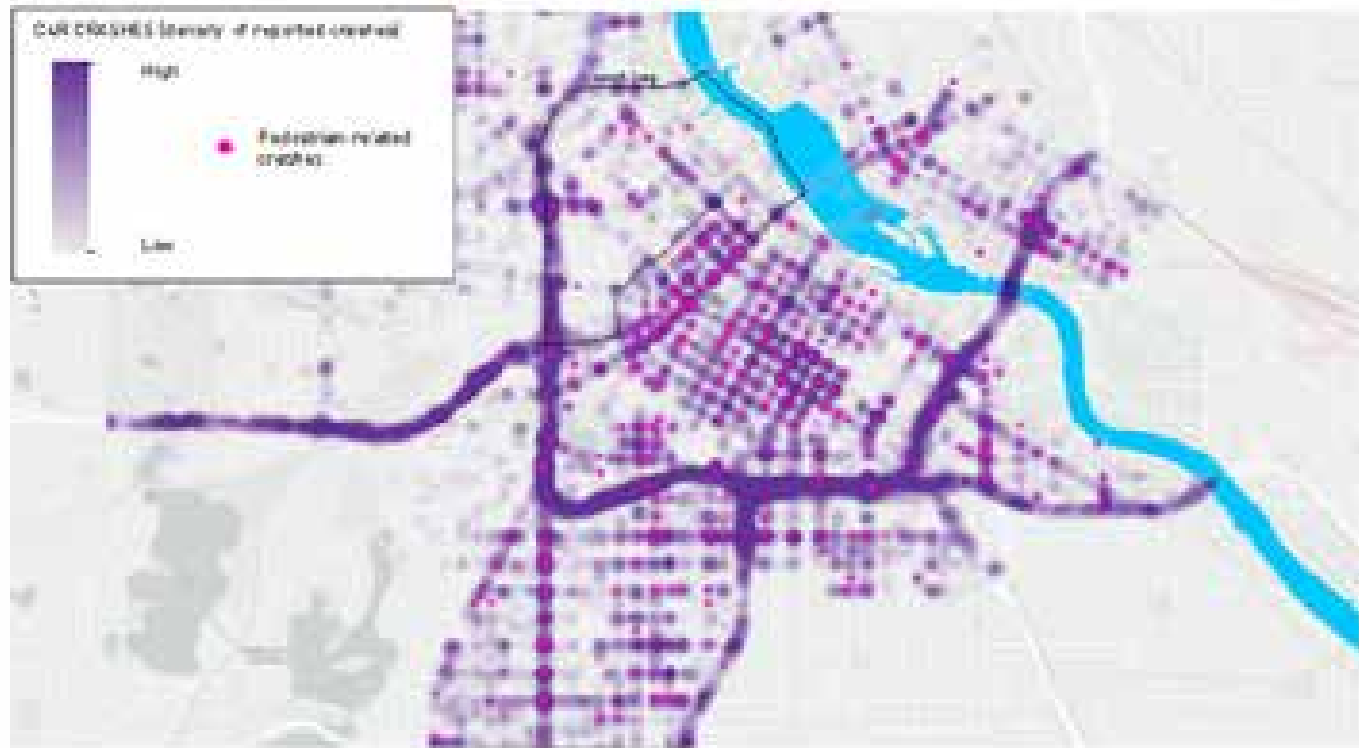 CAR CRASHES (density of reported crashes)
High
Pedestrian-related
crashes
Low